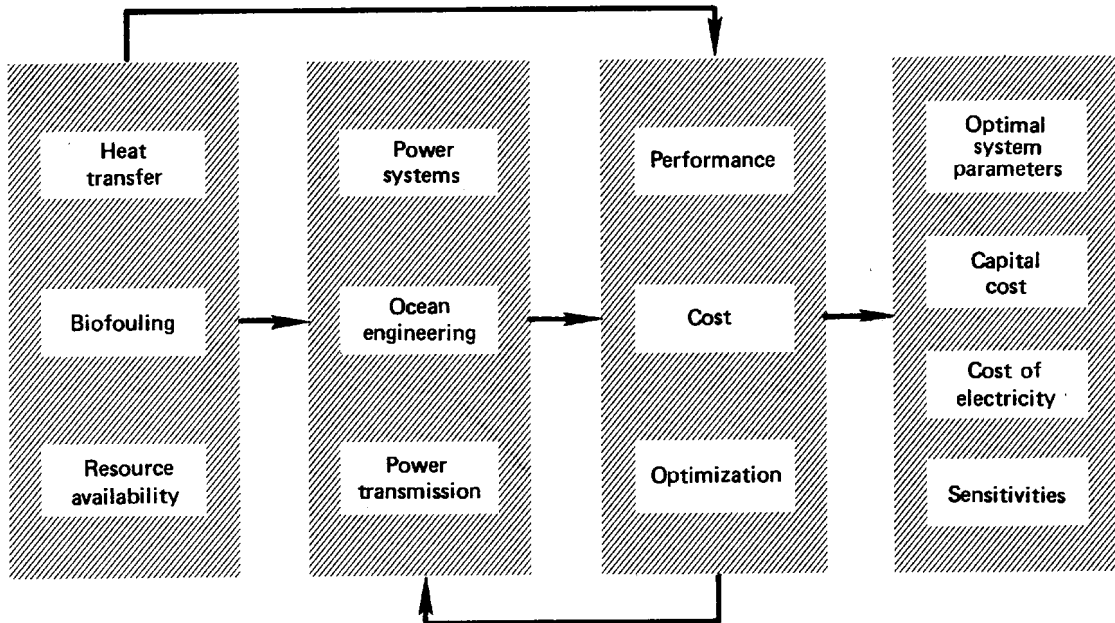 Heat
transfer
Biofouling
Resource
availability
Power
systems
Ocean
engineering
Power
transmission
Performance
Cost
Optimization
Optimal
system
parameters
Capital
cost
Cost of
electricity
Sensitivities